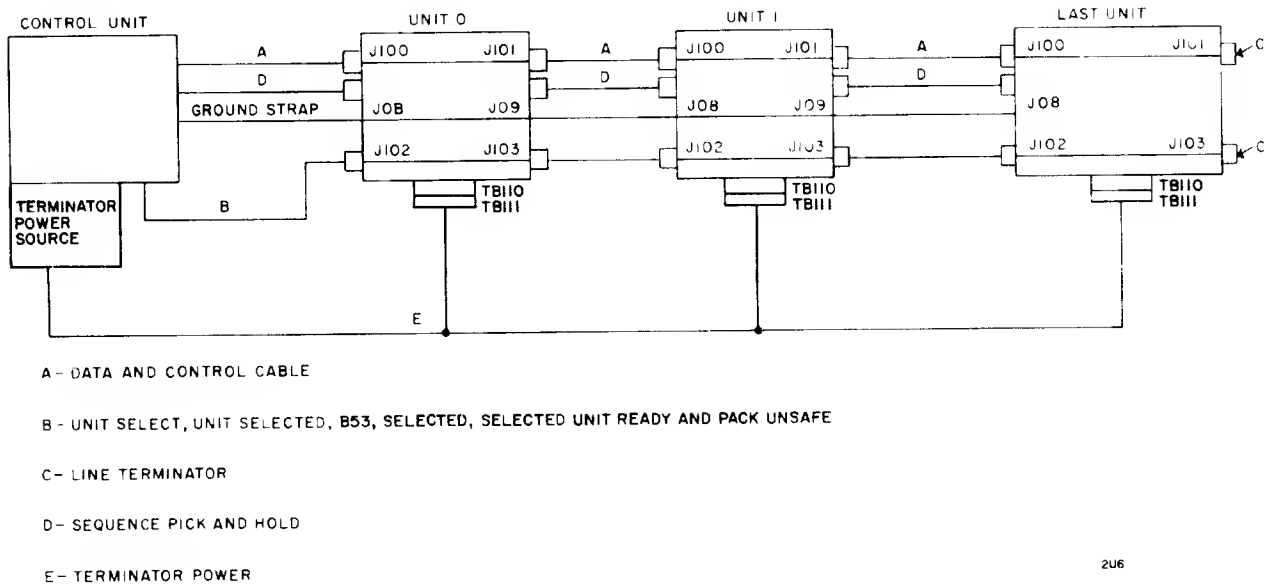 CONTROL UNIT
UNIT 0
UNIT 1
LAST UNIT
J100 J101
J100 J101
J100 J101
A
A
A
C
D
D
D
GROUND STRAP
J0B J09
J08 J09
J08
J102 J103
J102 J103
J102 J103
C
TERMINATOR
POWER
SOURCE
B
TB110
TB111
TB110
TB111
TB110
TB111
E
A- DATA AND CONTROL CABLE
B- UNIT SELECT, UNIT SELECTED, B53, SELECTED, SELECTED UNIT READY AND PACK UNSAFE
C- LINE TERMINATOR
D- SEQUENCE PICK AND HOLD
E- TERMINATOR POWER
2U6